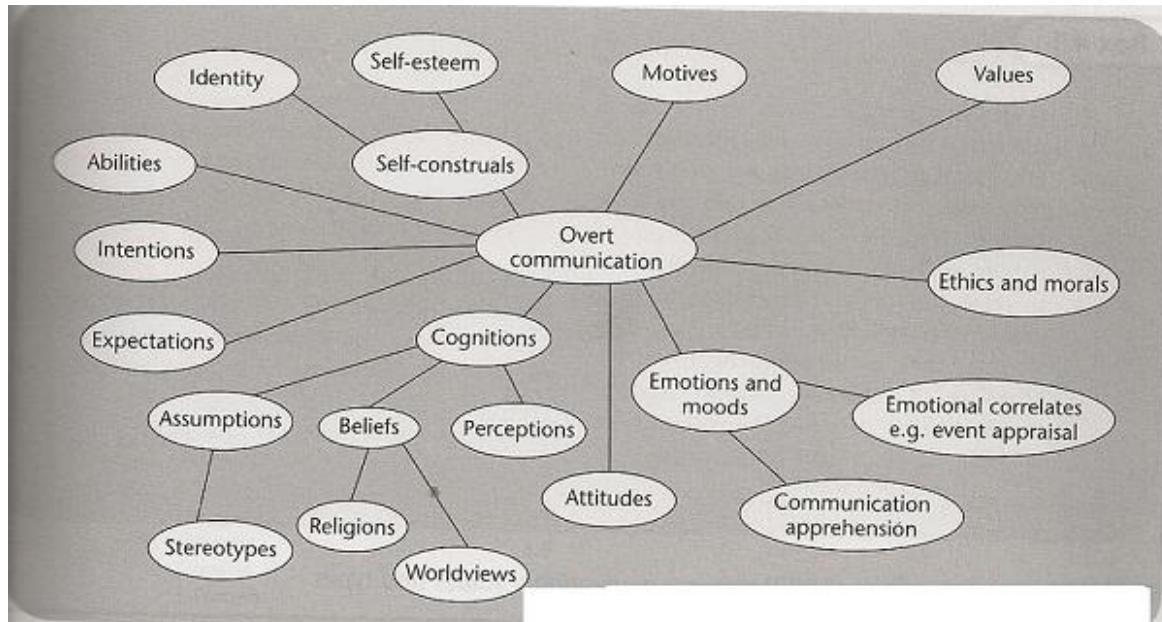 Identity
Self-esteem
Motives
Values
Abilities
Self-construals
Intentions
Overt
communication
Ethics and morals
Expectations
Cognitions
Emotions and
moods
Emotional correlates
e.g. event appraisal
Assumptions
Beliefs
Perceptions
Attitudes
Communication
apprehensión
Stereotypes
Religions
Worldviews